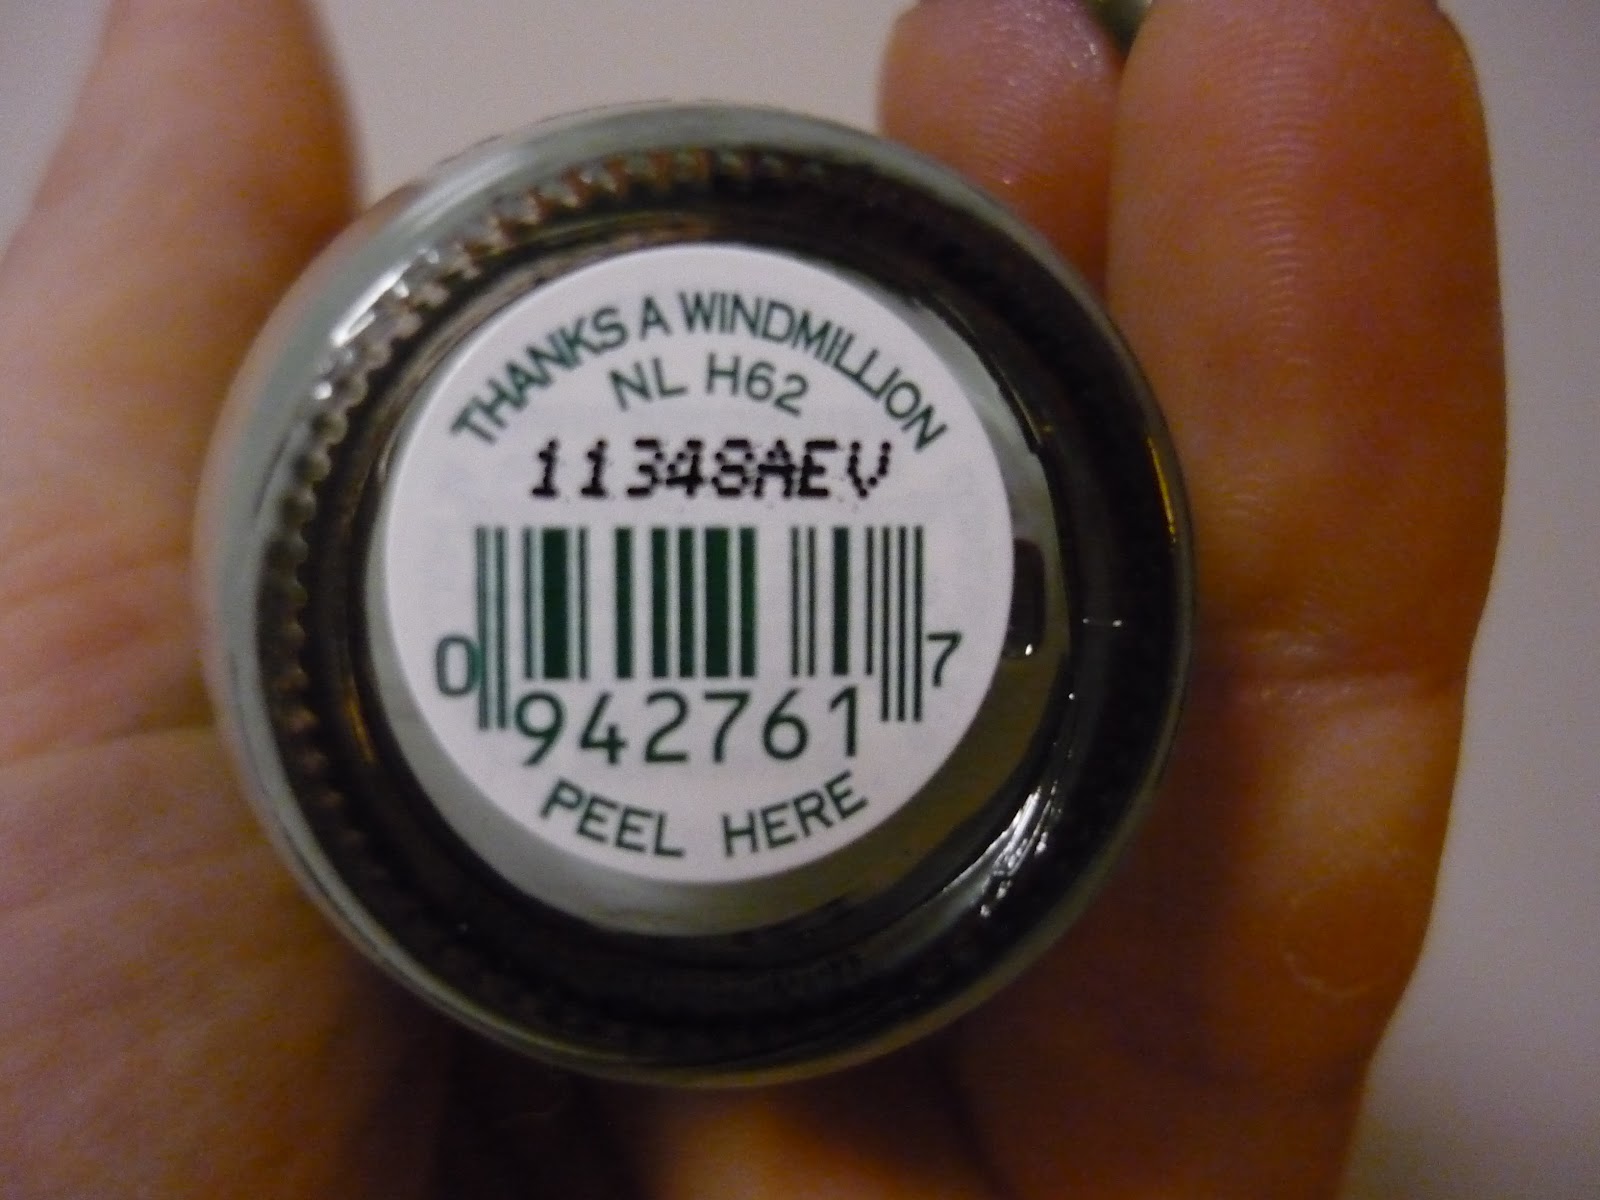 THANKS A WINDMILLION
NL H62
11348AEV
0 942761 7
PEEL HERE